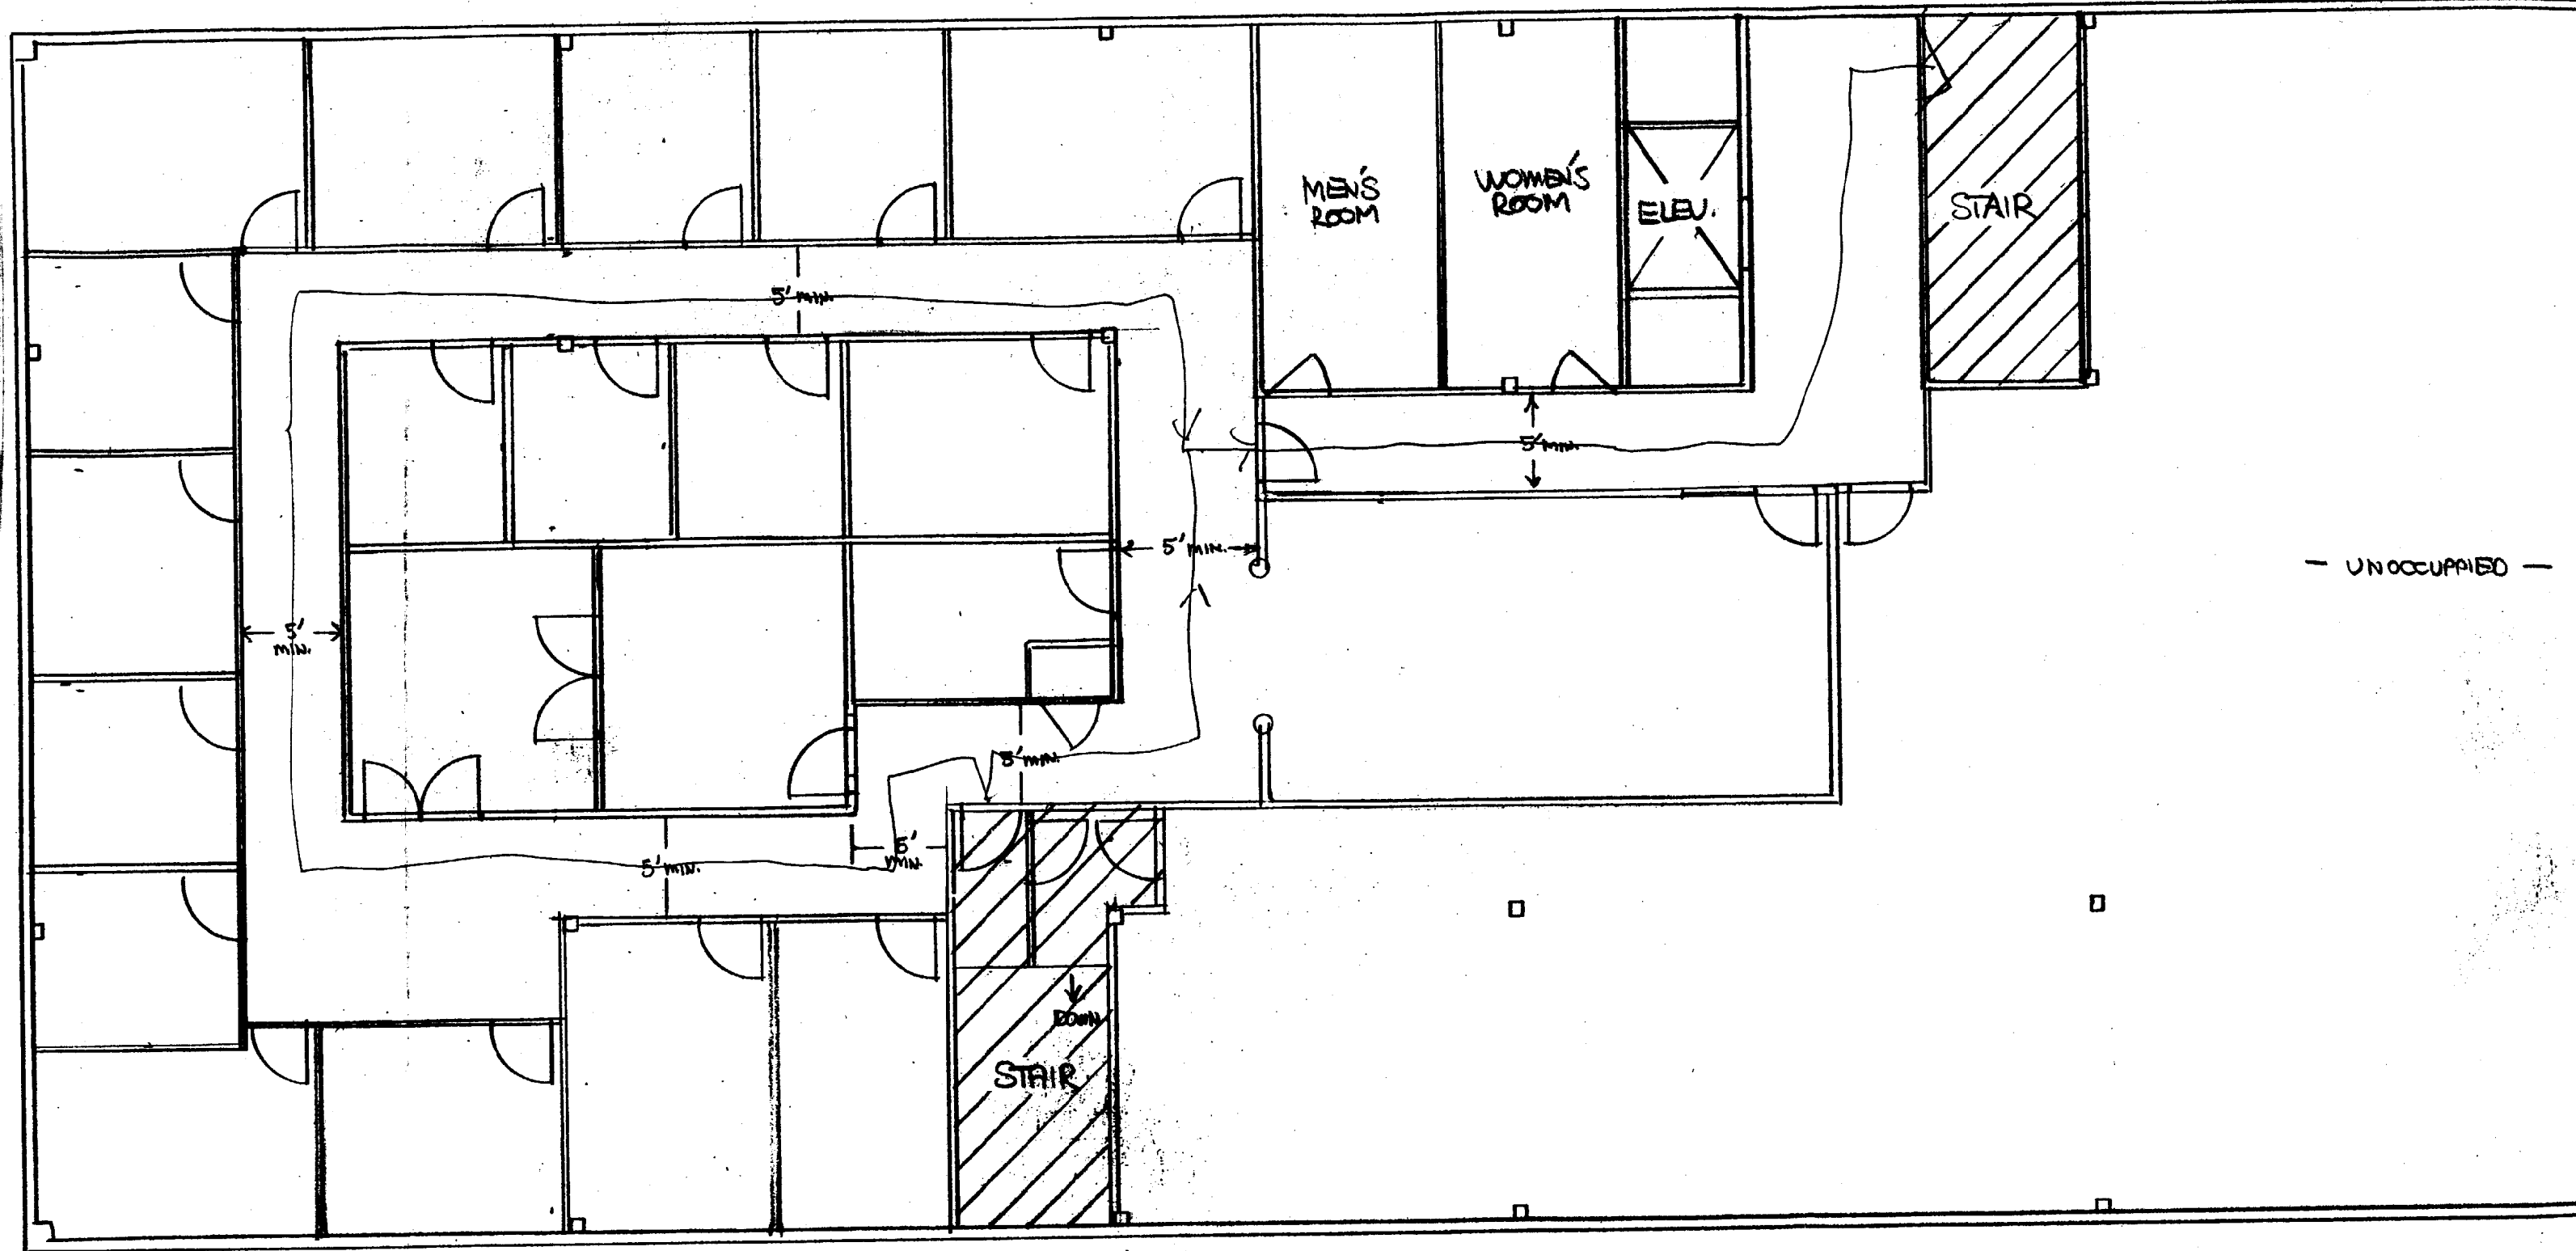 MEN'S
ROOM
WOMEN'S
ROOM
ELEV.
STAIR
5' MIN.
5' MIN.
5' MIN.
- UNOCCUPPIED -
5'
MIN.
5' MIN.
5'
MIN.
5' MIN.
DOWN
STAIR